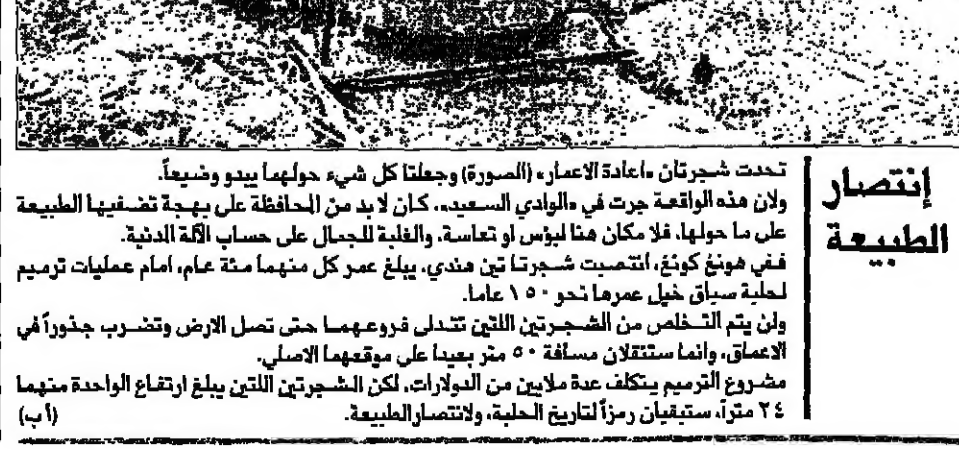 إنتصار
الطبيعة
تحدت شجرتان «اعادة الاعمار» (الصورة) وجعلتا كل شيء حولهما يبدو وضيعاً.
ولان هذه الواقعة جرت في «الوادي السعيد»، كان لا بد من المحافظة على بهجة تضفيها الطبيعة
على ما حولها، فلا مكان هنا لبؤس او تعاسة، والغلبة للجمال على حساب الآلة المدنية.
ففي هونغ كونغ، انتصبت شجرتا تين هندي، يبلغ عمر كل منهما مئة عام، امام عمليات ترميم
لحلبة سباق خيل عمرها نحو ١٥٠ عاما.
ولن يتم التخلص من الشجرتين اللتين تتدلى فروعهما حتى تصل الارض وتضرب جذوراً في
الاعماق، وانما ستنقلان مسافة ٥٠ متر بعيداً على موقعهما الاصلي.
مشروع الترميم يتكلف عدة ملايين من الدولارات، لكن الشجرتين اللتين يبلغ ارتفاع الواحدة منهما
٢٤ متراً، ستبقيان رمزاً لتاريخ الحلبة، ولانتصار الطبيعة. (أ ب)